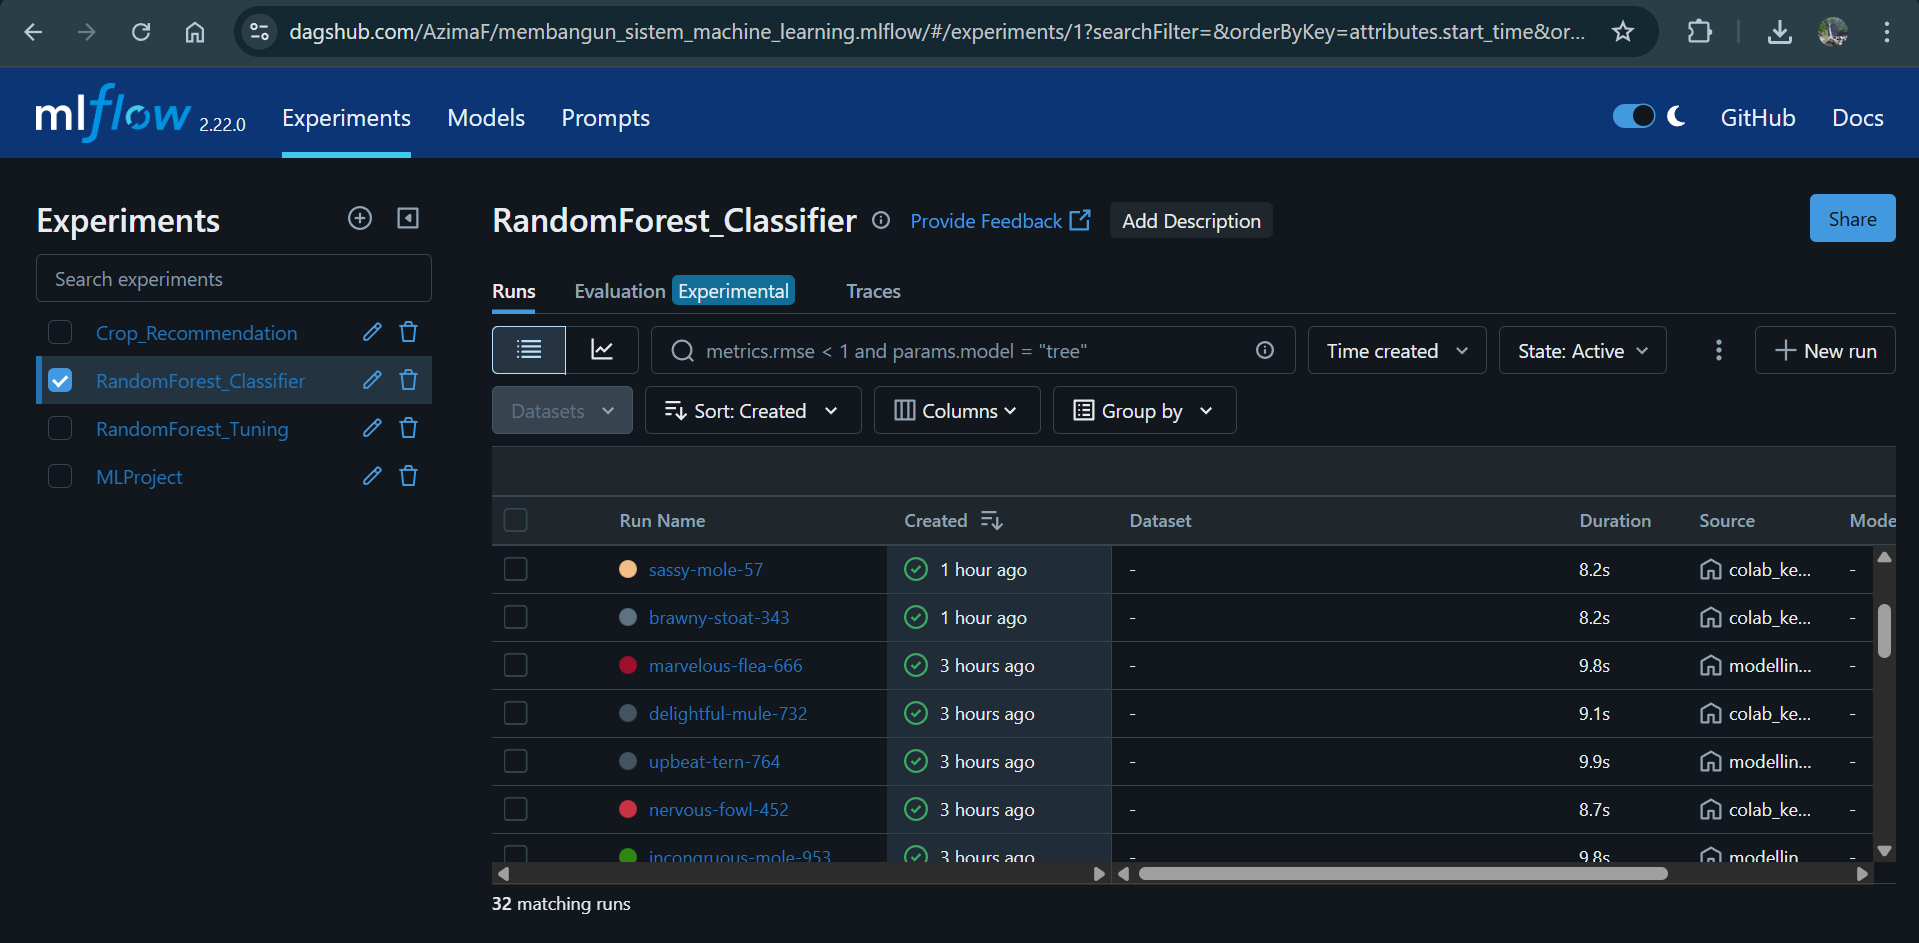 dagshub.com/AzimaF/membangun_sistem_machine_learning.mlflow/#/experiments/1?searchFilter=&orderByKey=attributes.start_time&or...
mlflow 2.22.0 Experiments Models Prompts GitHub Docs
Experiments
Search experiments
Crop_Recommendation
RandomForest_Classifier
RandomForest_Tuning
MLProject
RandomForest_Classifier Provide Feedback Add Description Share
Runs Evaluation Experimental Traces
metrics.rmse < 1 and params.model = "tree" Time created State: Active New run
Datasets Sort: Created Columns Group by
Run Name Created Dataset Duration Source Mode
sassy-mole-57 1 hour ago - 8.2s colab_ke... -
brawny-stoat-343 1 hour ago - 8.2s colab_ke... -
marvelous-flea-666 3 hours ago - 9.8s modellin... -
delightful-mule-732 3 hours ago - 9.1s colab_ke... -
upbeat-tern-764 3 hours ago - 9.9s modellin... -
nervous-fowl-452 3 hours ago - 8.7s colab_ke... -
incongruous-mole-953 3 hours ago - 9.8s modellin... -
32 matching runs